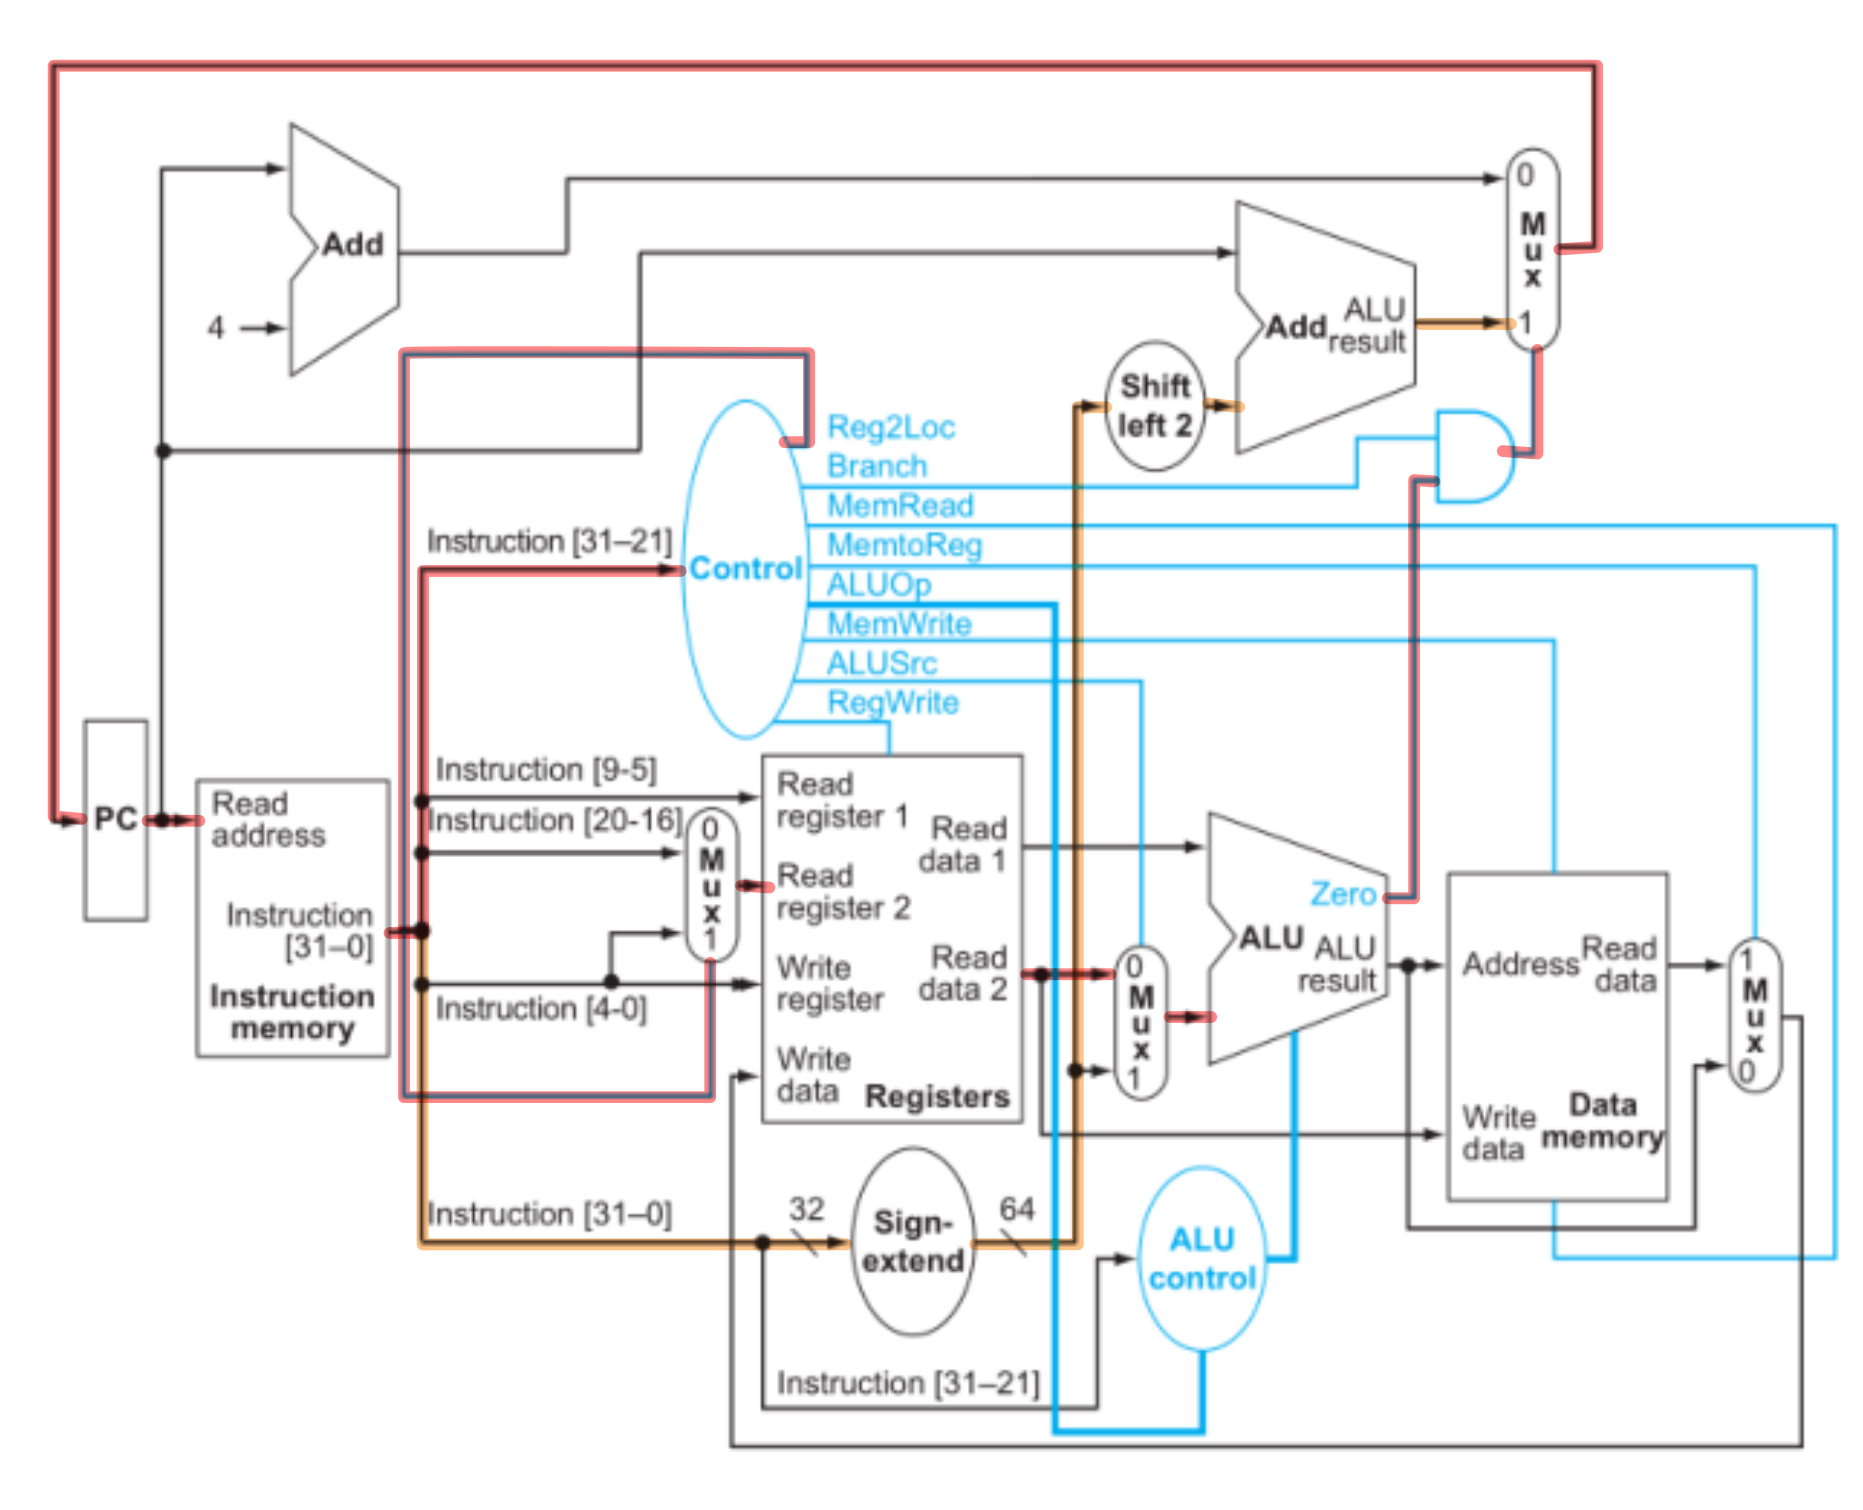 0
M
u
x
1
Add
ALU
result
Add
4
Shift
left 2
Reg2Loc
Branch
MemRead
MemtoReg
ALUOp
MemWrite
ALUSrc
RegWrite
Instruction [31–21]
Control
Instruction [9-5]
Instruction [20-16]
Instruction [4-0]
PC
Read
address
Instruction
[31–0]
Instruction
memory
0
M
u
x
1
Read
register 1
Read
data 1
Read
register 2
Write
register
Read
data 2
Write
data
Registers
0
M
u
x
1
Zero
ALU
ALU
result
Address
Read
data
Write
data
Data
memory
1
M
u
x
0
Instruction [31–0]
32
Sign-
extend
64
ALU
control
Instruction [31–21]